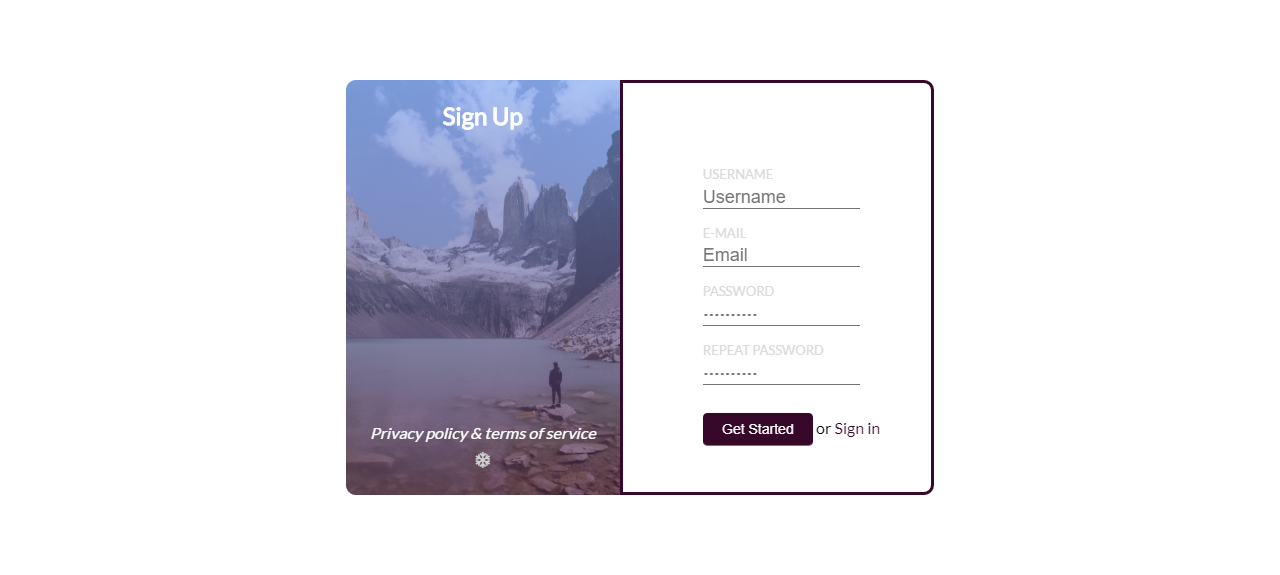 Sign Up
Privacy policy & terms of service
USERNAME
Username
E-MAIL
Email
PASSWORD
----------
REPEAT PASSWORD
----------
Get Started or Sign in